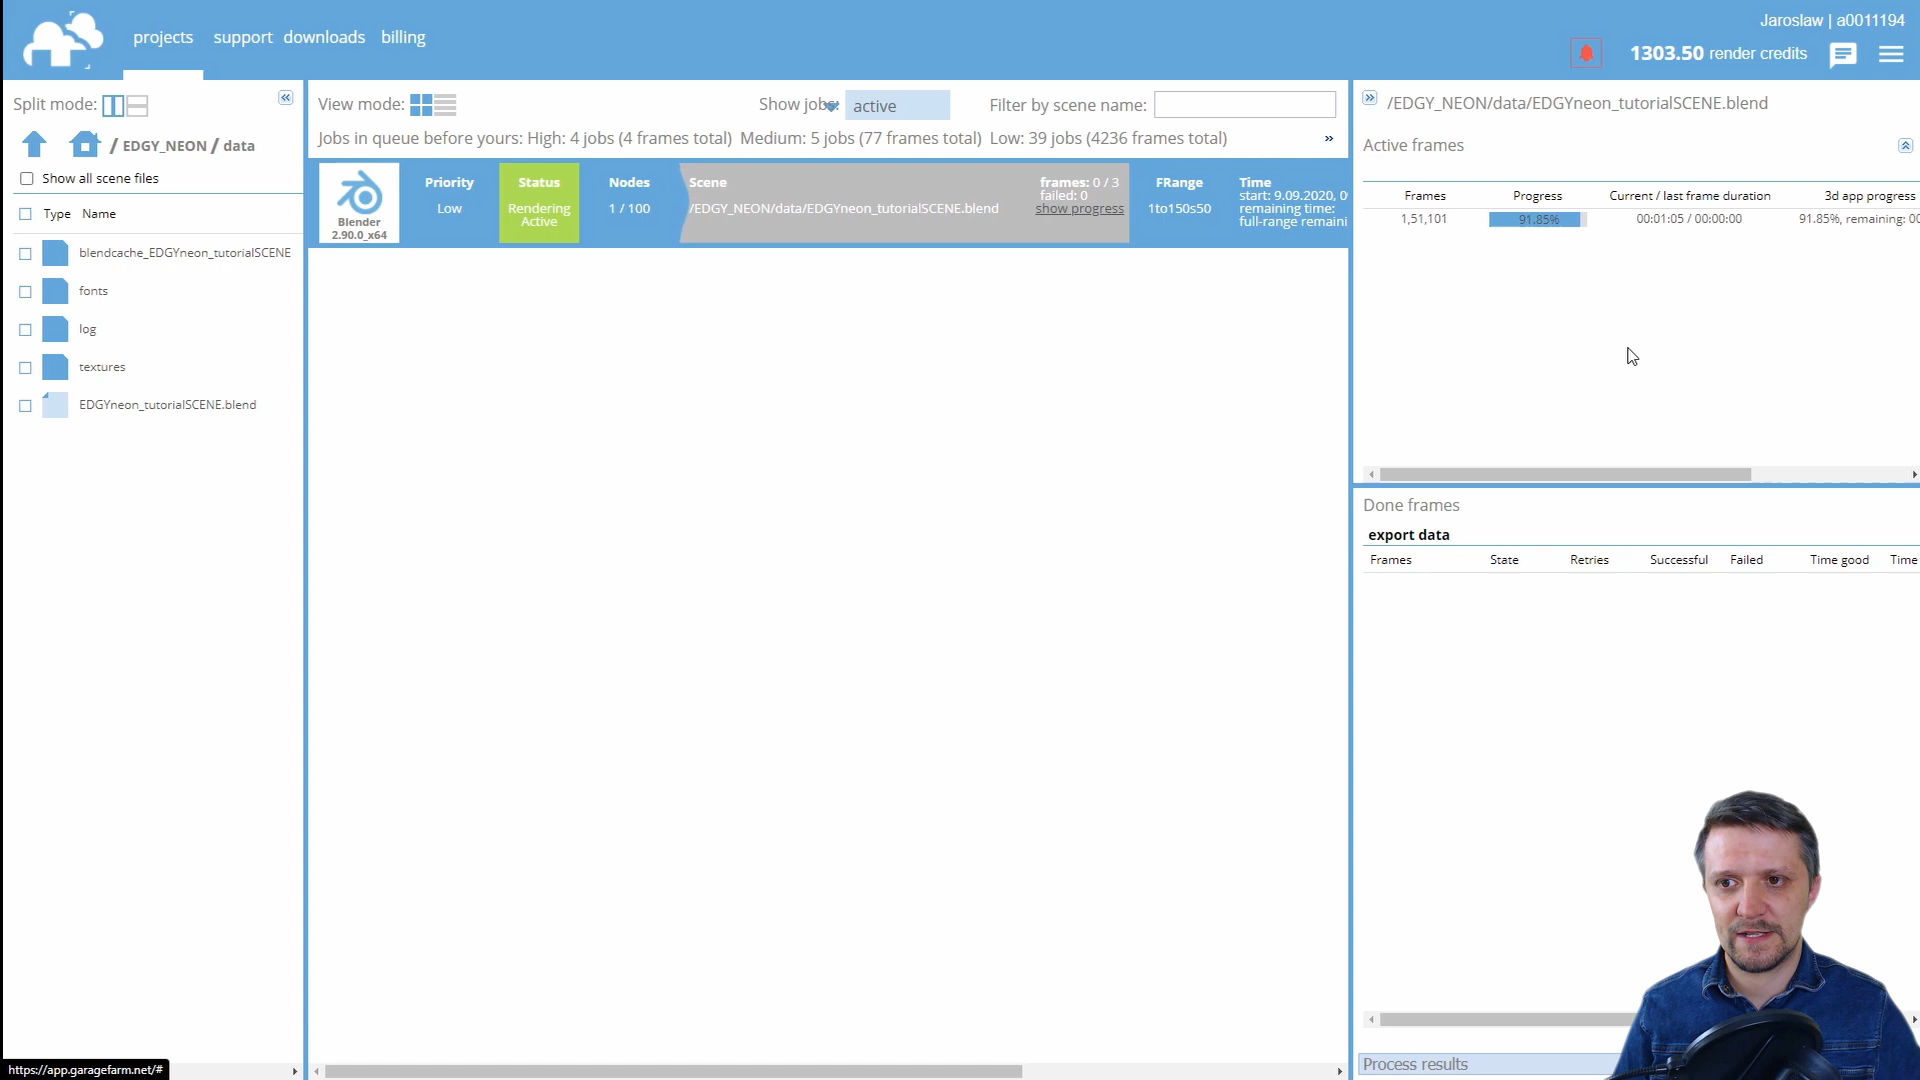 projects support downloads billing
Jaroslaw | a0011194
1303.50 render credits
Split mode:
/ EDGY_NEON / data
Show all scene files
Type Name
blendcache_EDGYneon_tutorialSCENE
fonts
log
textures
EDGYneon_tutorialSCENE.blend
View mode:
Show jobs: active
Filter by scene name:
Jobs in queue before yours: High: 4 jobs (4 frames total) Medium: 5 jobs (77 frames total) Low: 39 jobs (4236 frames total) »
Blender
2.90.0_x64
Priority
Low
Status
Rendering
Active
Nodes
1 / 100
Scene
/EDGY_NEON/data/EDGYneon_tutorialSCENE.blend
frames: 0 / 3
failed: 0
show progress
FRange
1to150s50
Time
start: 9.09.2020, 0
remaining time:
full-range remaini
/EDGY_NEON/data/EDGYneon_tutorialSCENE.blend
Active frames
Frames Progress Current / last frame duration 3d app progress
1,51,101 91.85% 00:01:05 / 00:00:00 91.85%, remaining: 00
Done frames
export data
Frames State Retries Successful Failed Time good Time
Process results
https://app.garagefarm.net/#